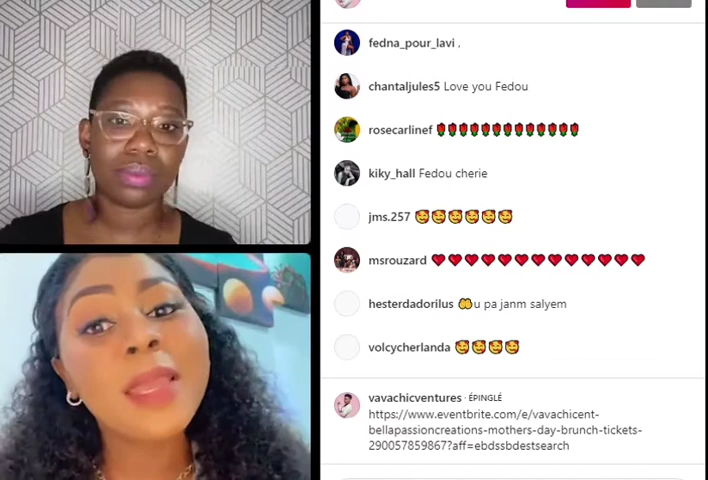 fedna_pour_lavi .
chantaljules5 Love you Fedou
rosecarlinef 🌹🌹🌹🌹🌹🌹🌹🌹🌹🌹🌹🌹
kiky_hall Fedou cherie
jms.257 🥰🥰🥰🥰🥰🥰
msrouzard ❤️❤️❤️❤️❤️❤️❤️❤️❤️❤️❤️❤️❤️
hesterdadorilus 🤲u pa janm salyem
volcycherlanda 🥰🥰🥰🥰
vavachicventures · ÉPINGLÉ
https://www.eventbrite.com/e/vavachicent-
bellapassioncreations-mothers-day-brunch-tickets-
290057859867?aff=ebdssbdestsearch